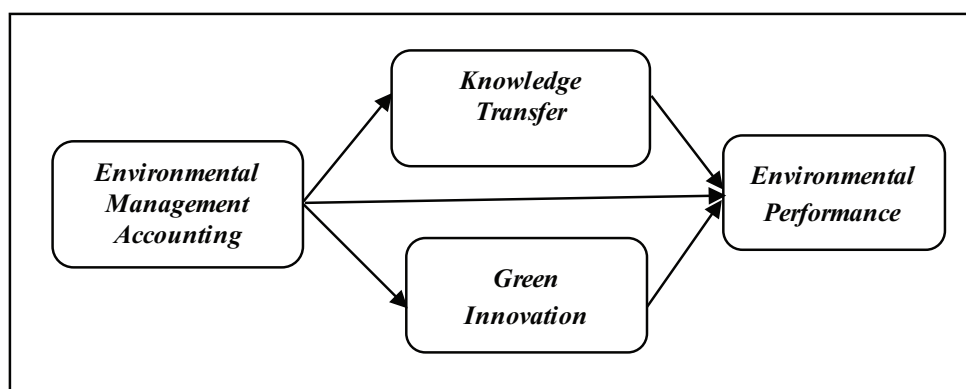 Knowledge
Transfer
Environmental
Management
Accounting
Environmental
Performance
Green
Innovation